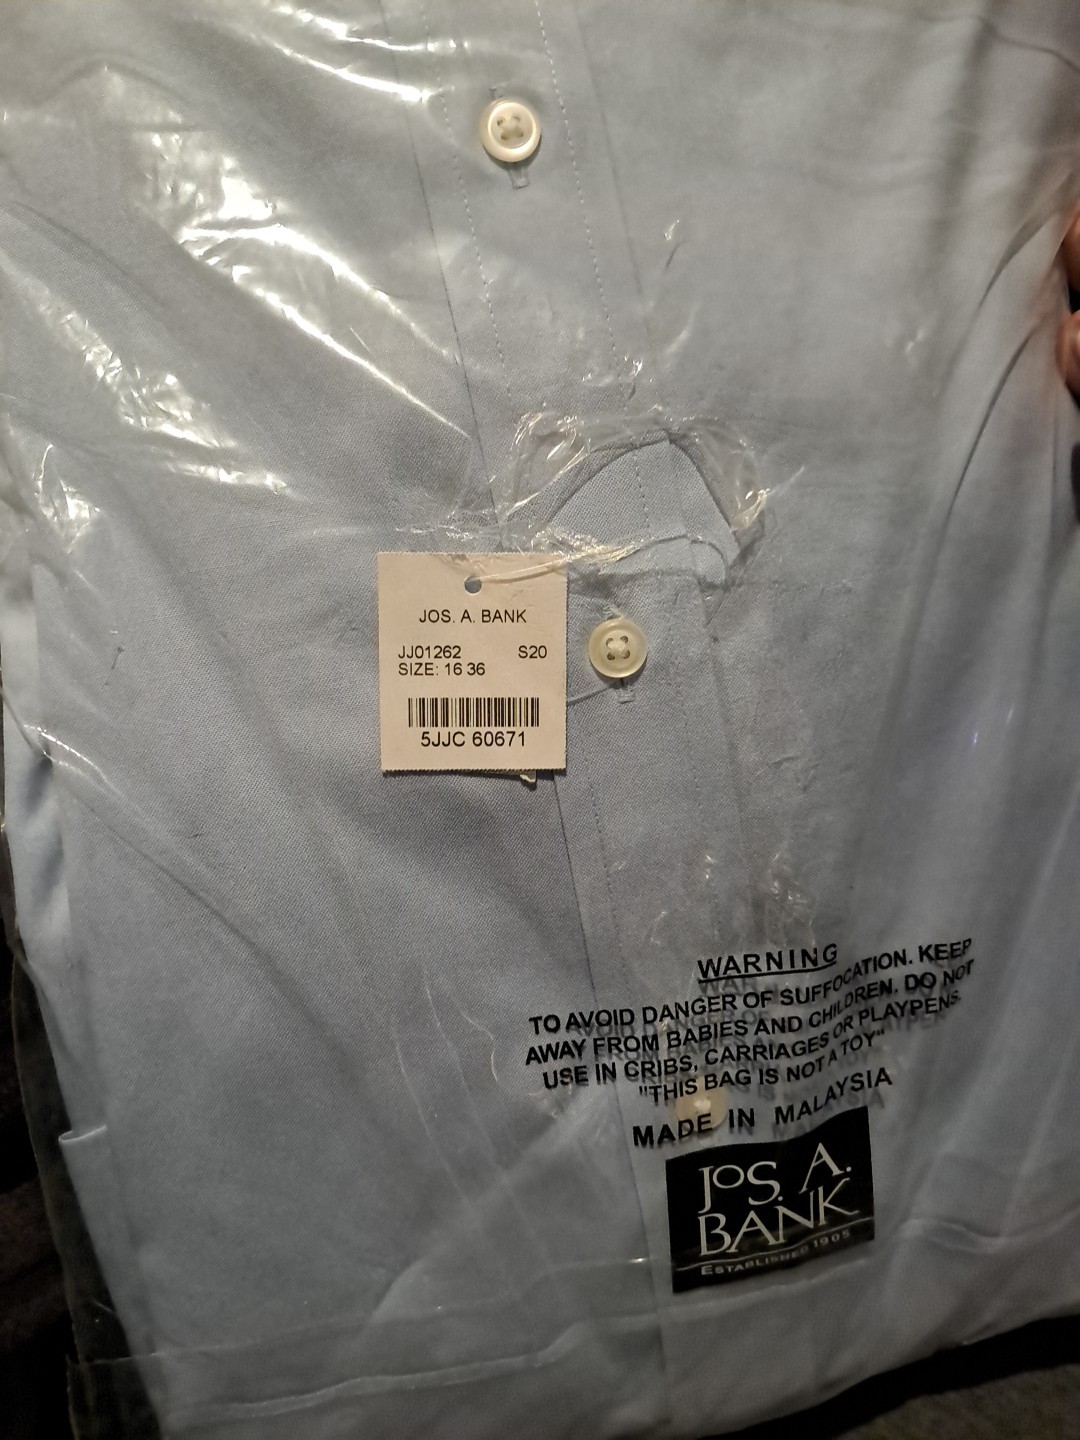 JOS. A. BANK
JJ01262 S20
SIZE: 16 36
5JJC 60671
WARNING
TO AVOID DANGER OF SUFFOCATION. KEEP
AWAY FROM BABIES AND CHILDREN. DO NOT
USE IN CRIBS, CARRIAGES OR PLAYPENS.
"THIS BAG IS NOT A TOY"
MADE IN MALAYSIA
JOS. A.
BANK
ESTABLISHED 1905